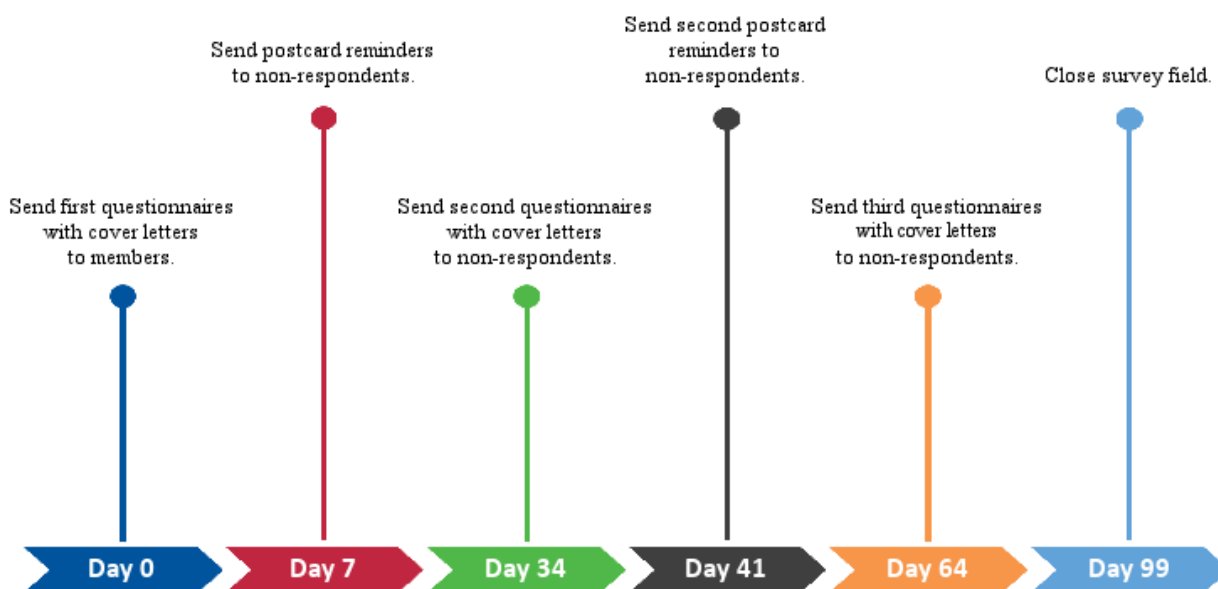 Send first questionnaires
with cover letters
to members.
Send postcard reminders
to non-respondents.
Send second questionnaires
with cover letters
to non-respondents.
Send second postcard
reminders to
non-respondents.
Send third questionnaires
with cover letters
to non-respondents.
Close survey field.
Day 0
Day 7
Day 34
Day 41
Day 64
Day 99